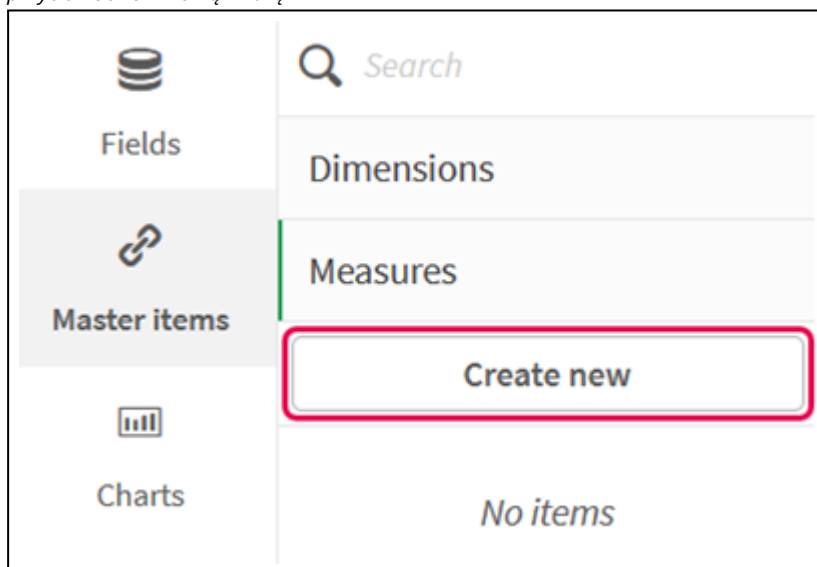 Search
Fields
Dimensions
Measures
Master items
Create new
Charts
No items